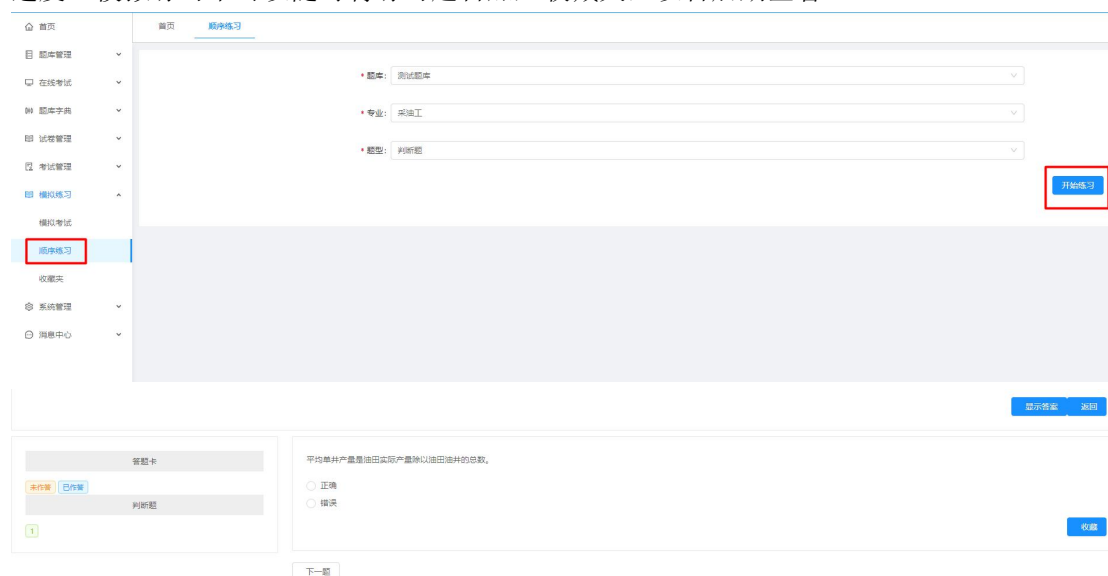 首页
题库管理
在线考试
题库字典
试卷管理
考试管理
模拟练习
模拟考试
顺序练习
收藏夹
系统管理
消息中心
首页 顺序练习
* 题库: 测试题库
* 专业: 采油工
* 题型: 判断题
开始练习
显示答案 返回
答题卡
未作答 已作答
判断题
1
平均单井产量是油田实际产量除以油田油井的总数。
正确
错误
收藏
下一题